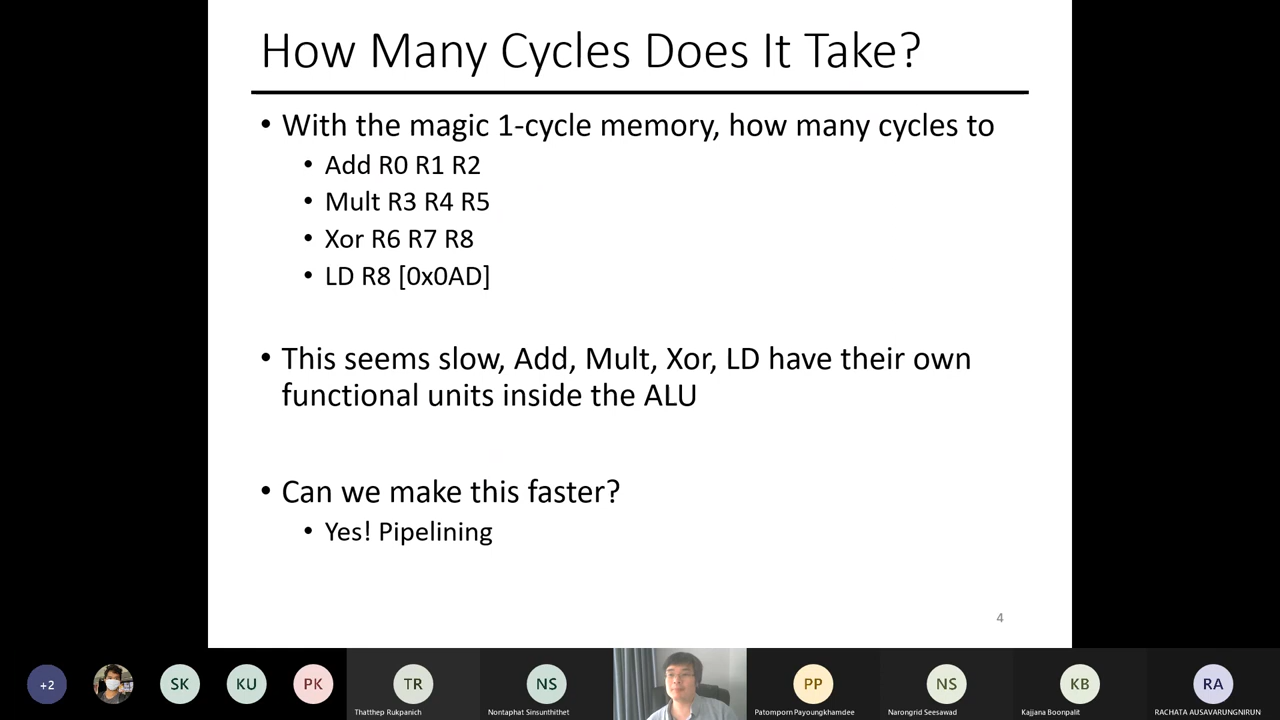 How Many Cycles Does It Take?
• With the magic 1-cycle memory, how many cycles to
• Add R0 R1 R2
• Mult R3 R4 R5
• Xor R6 R7 R8
• LD R8 [0x0AD]
• This seems slow, Add, Mult, Xor, LD have their own
functional units inside the ALU
• Can we make this faster?
• Yes! Pipelining
4
+2
SK
KU
PK
TR
NS
PP
NS
KB
RA
Thatthep Rukpanich
Nontaphat Sinsunthithet
Patomporn Payoungkhamdee
Narongrid Seesawad
Kajjana Boonpalit
RACHATA AUSAVARUNGNIRUN